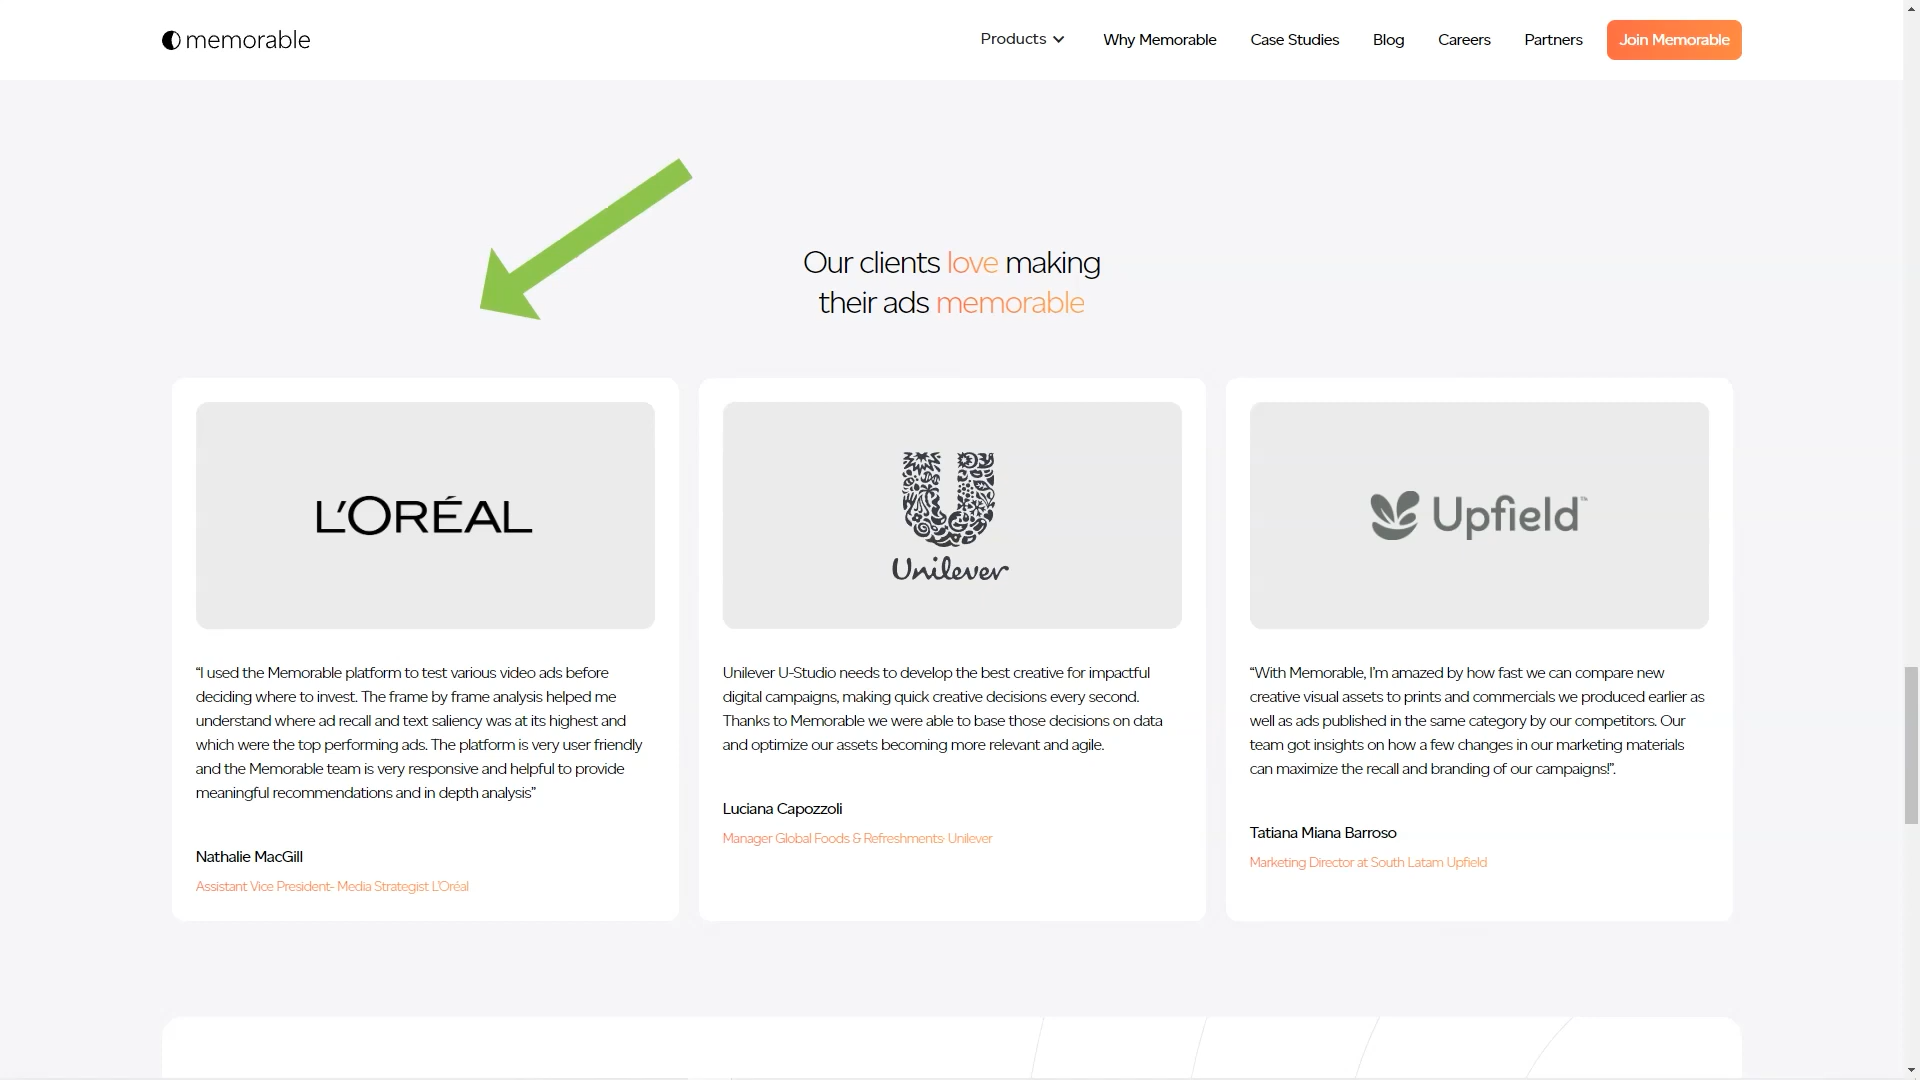 memorable
Products
Why Memorable
Case Studies
Blog
Careers
Partners
Join Memorable
Our clients love making
their ads memorable
L'ORÉAL
“I used the Memorable platform to test various video ads before
deciding where to invest. The frame by frame analysis helped me
understand where ad recall and text saliency was at its highest and
which were the top performing ads. The platform is very user friendly
and the Memorable team is very responsive and helpful to provide
meaningful recommendations and in depth analysis”
Nathalie MacGill
Assistant Vice President- Media Strategist L'Oréal
Unilever
Unilever U-Studio needs to develop the best creative for impactful
digital campaigns, making quick creative decisions every second.
Thanks to Memorable we were able to base those decisions on data
and optimize our assets becoming more relevant and agile.
Luciana Capozzoli
Manager Global Foods & Refreshments· Unilever
Upfield™
“With Memorable, I'm amazed by how fast we can compare new
creative visual assets to prints and commercials we produced earlier as
well as ads published in the same category by our competitors. Our
team got insights on how a few changes in our marketing materials
can maximize the recall and branding of our campaigns!”.
Tatiana Miana Barroso
Marketing Director at South Latam Upfield